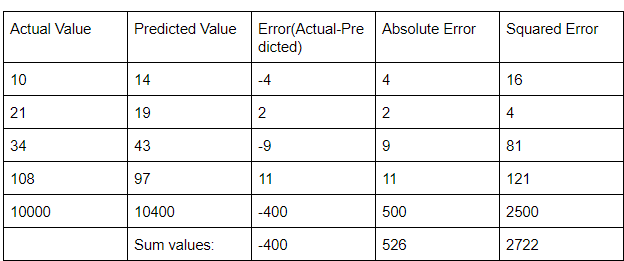 Actual Value Predicted Value Error(Actual-Pre Absolute Error Squared Error
dicted)
10 14 -4 4 16
21 19 2 2 4
34 43 -9 9 81
108 97 11 11 121
10000 10400 -400 500 2500
Sum values: -400 526 2722